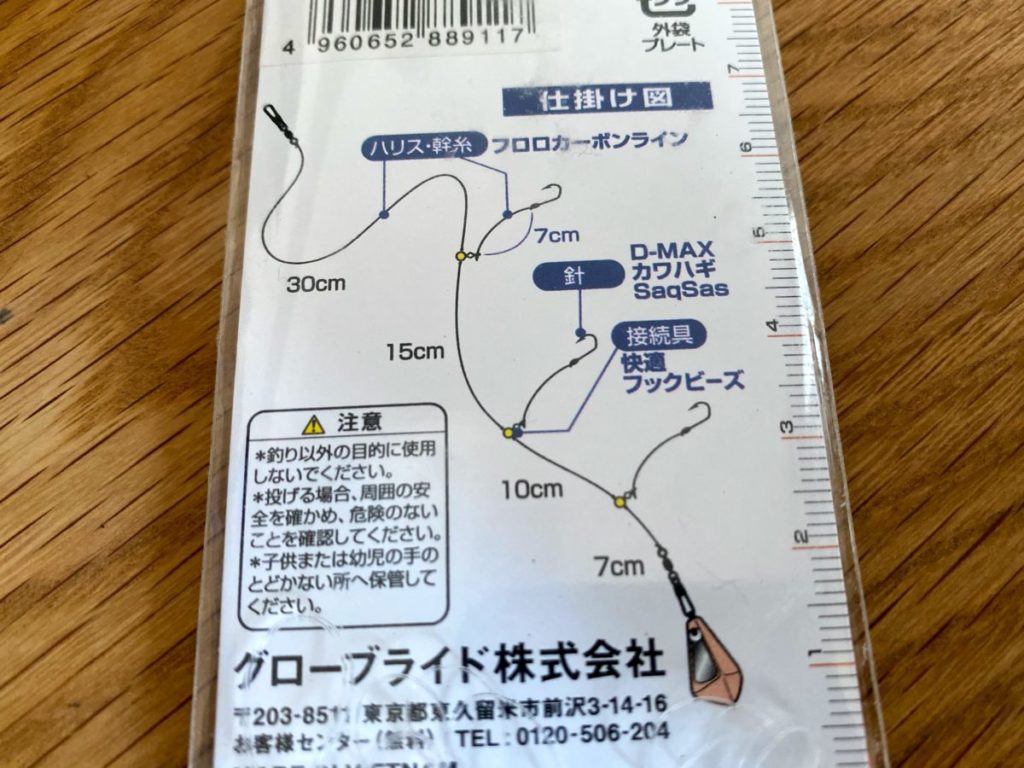 4 960652 889117
外袋
プレート
仕掛け図
ハリス・幹糸 フロロカーボンライン
7cm
30cm
針
D-MAX
カワハギ
SaqSas
15cm
接続具
快適
フックビーズ
10cm
7cm
注意
*釣り以外の目的に使用
しないでください。
*投げる場合、周囲の安
全を確かめ、危険のない
ことを確認してください。
*子供または幼児の手の
とどかない所へ保管して
ください。
グローブライド株式会社
〒203-8511 東京都東久留米市前沢3-14-16
お客様センター(無料) TEL:0120-506-204
7
6
5
4
3
2
1